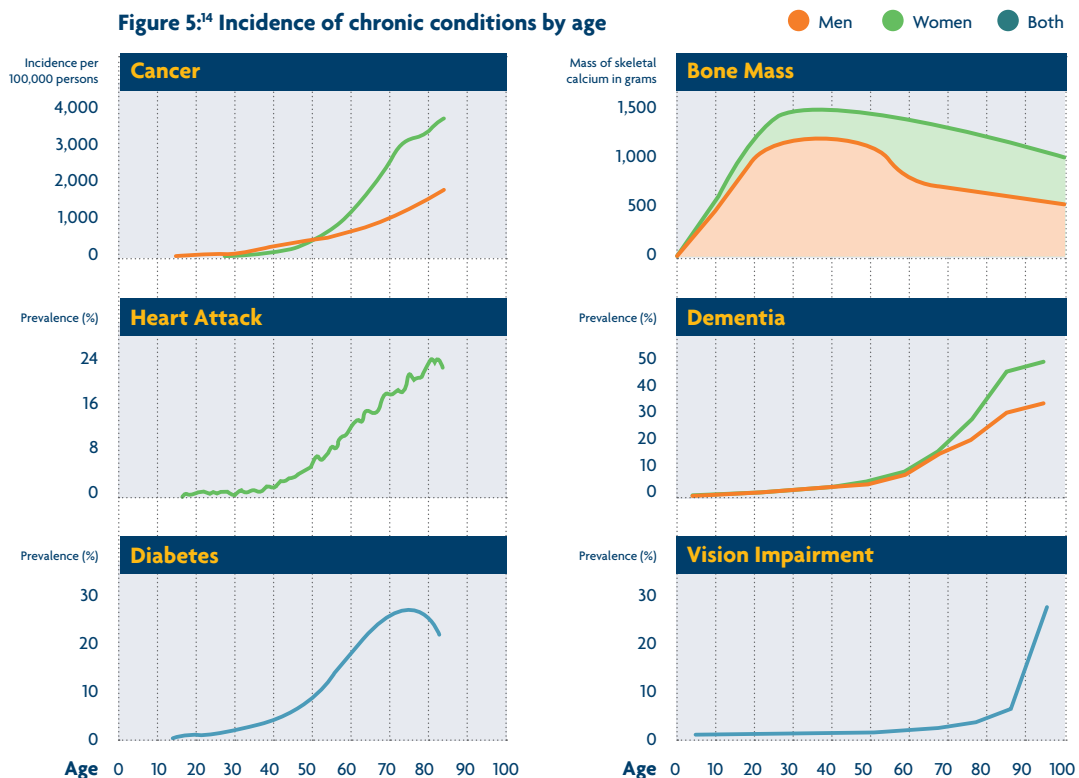 Figure 5:¹⁴ Incidence of chronic conditions by age
Men
Women
Both
Incidence per
100,000 persons
Cancer
4,000
3,000
2,000
1,000
0
Mass of skeletal
calcium in grams
Bone Mass
1,500
1,000
500
0
Prevalence (%)
Heart Attack
24
16
8
0
Prevalence (%)
Dementia
50
40
30
20
10
0
Prevalence (%)
Diabetes
30
20
10
0
Age 0 10 20 30 40 50 60 70 80 90 100
Prevalence (%)
Vision Impairment
30
20
10
0
Age 0 10 20 30 40 50 60 70 80 90 100